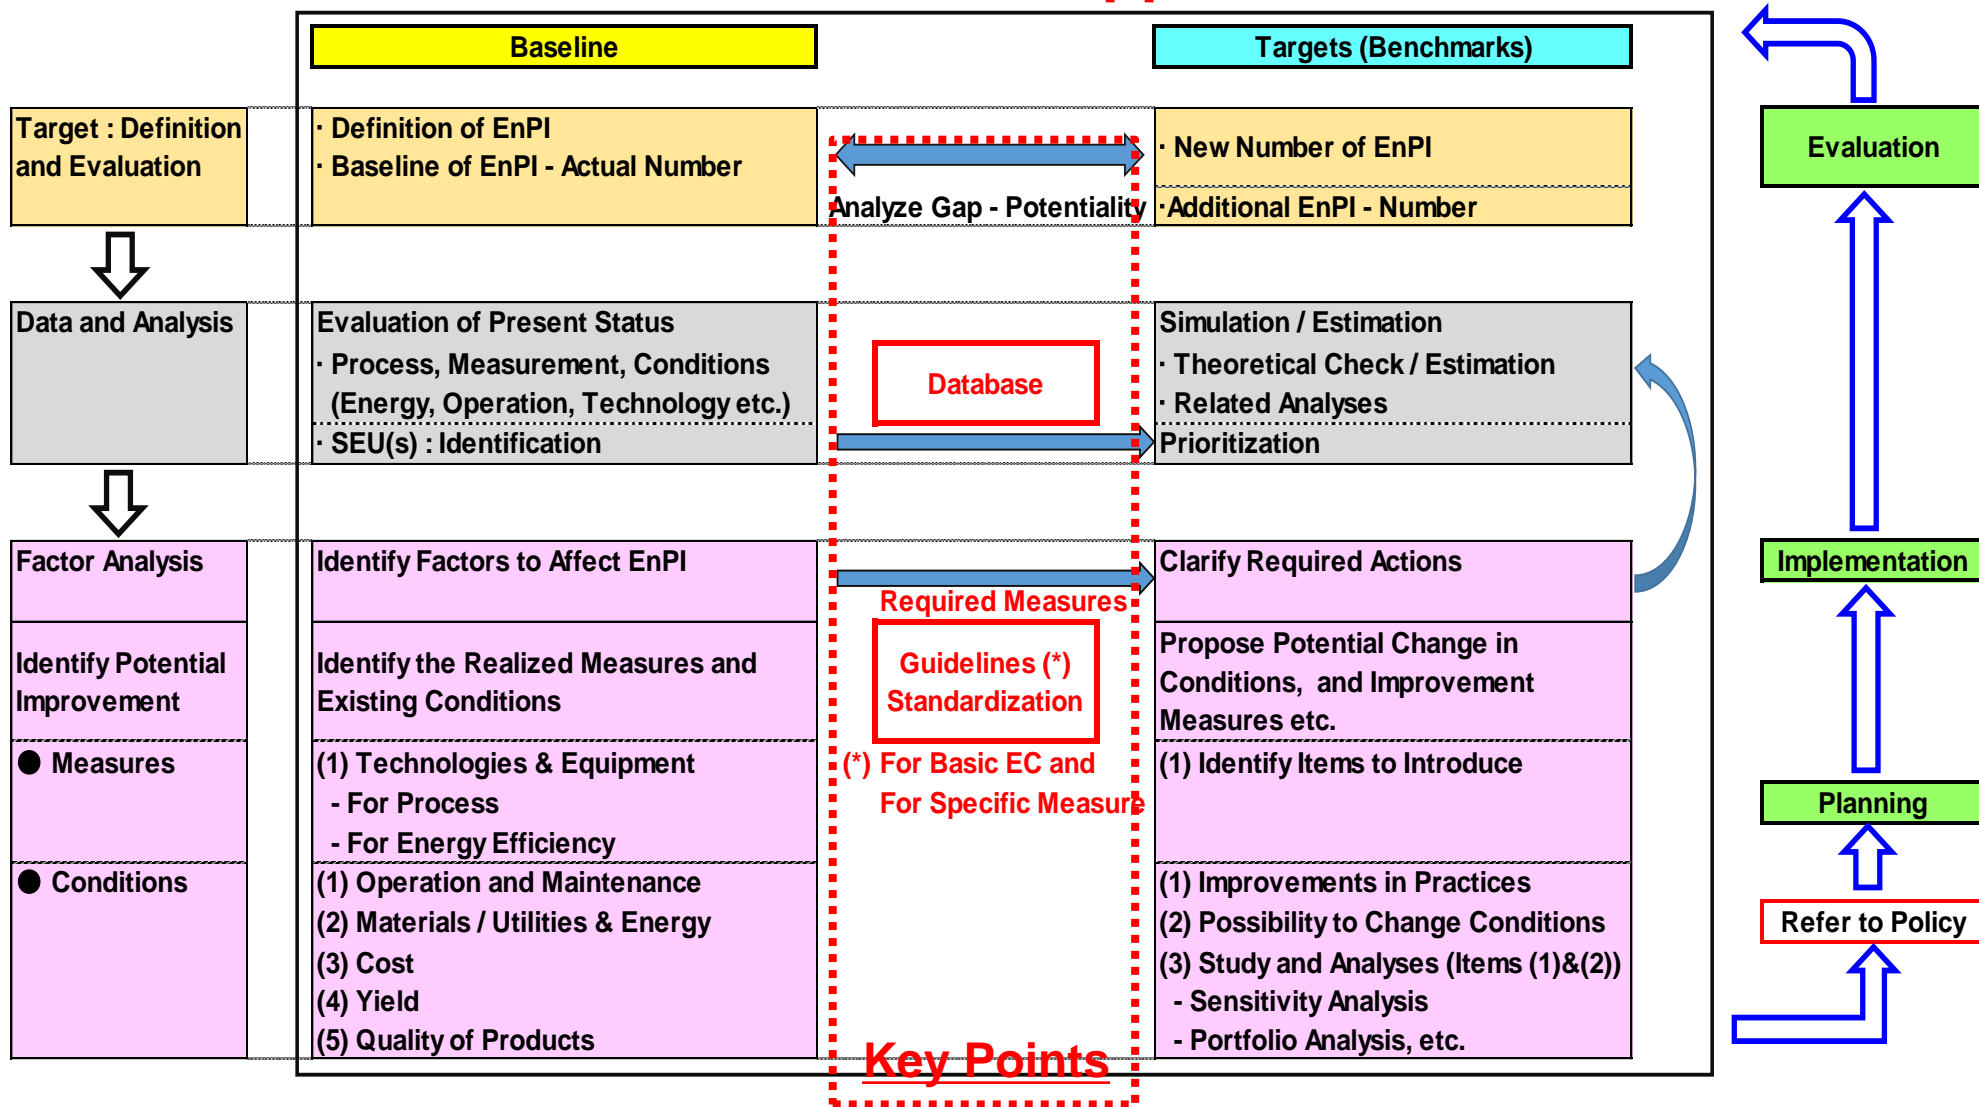 Baseline
Targets (Benchmarks)
Target : Definition
and Evaluation
· Definition of EnPI
· Baseline of EnPI - Actual Number
Analyze Gap - Potentiality
· New Number of EnPI
·Additional EnPI - Number
Evaluation
Data and Analysis
Evaluation of Present Status
· Process, Measurement, Conditions
(Energy, Operation, Technology etc.)
· SEU(s) : Identification
Database
Simulation / Estimation
· Theoretical Check / Estimation
· Related Analyses
Prioritization
Factor Analysis
Identify Factors to Affect EnPI
Required Measures
Clarify Required Actions
Implementation
Identify Potential
Improvement
Identify the Realized Measures and
Existing Conditions
Guidelines (*)
Standardization
Propose Potential Change in
Conditions, and Improvement
Measures etc.
● Measures
(1) Technologies & Equipment
- For Process
- For Energy Efficiency
(*) For Basic EC and
For Specific Measure
(1) Identify Items to Introduce
Planning
● Conditions
(1) Operation and Maintenance
(2) Materials / Utilities & Energy
(3) Cost
(4) Yield
(5) Quality of Products
(1) Improvements in Practices
(2) Possibility to Change Conditions
(3) Study and Analyses (Items (1)&(2))
- Sensitivity Analysis
- Portfolio Analysis, etc.
Refer to Policy
Key Points